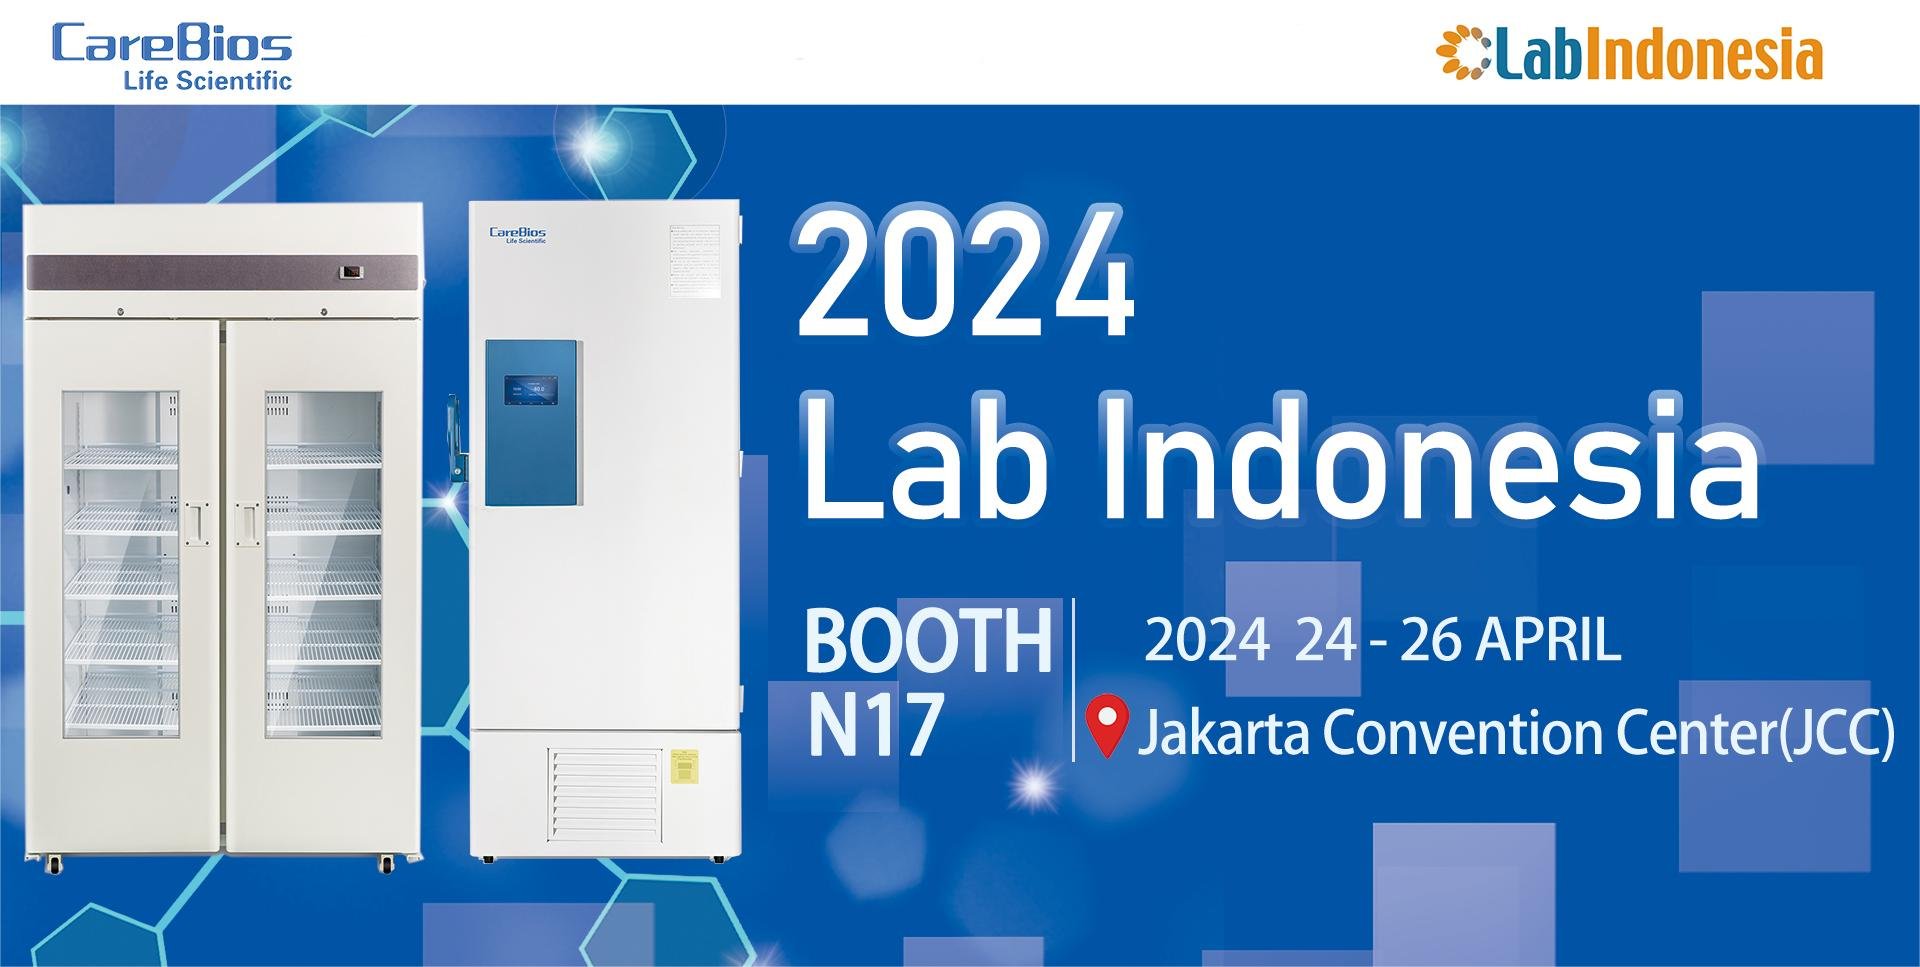 CareBios
Life Scientific
LabIndonesia
CareBios
Life Scientific
2024
Lab Indonesia
BOOTH
N17
2024 24 - 26 APRIL
Jakarta Convention Center(JCC)